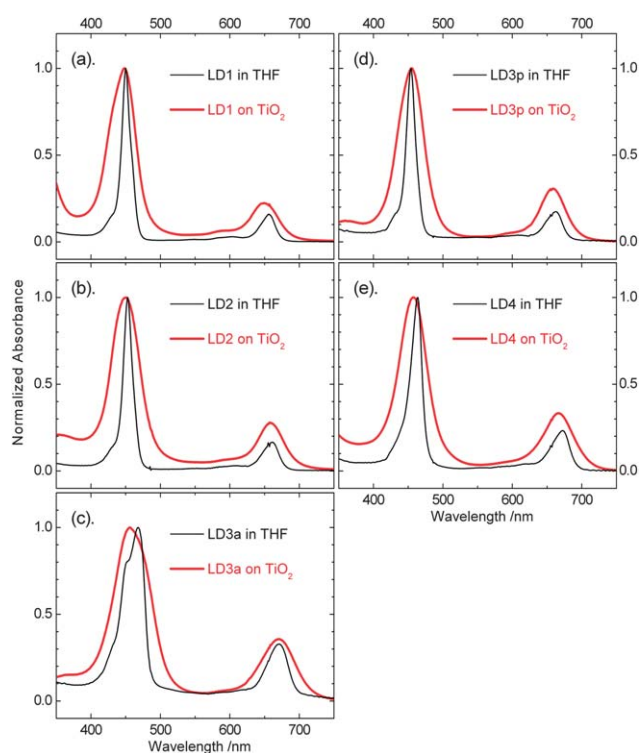 400 500 600 700
400 500 600 700
(a).
LD1 in THF
LD1 on TiO2
1.0
0.5
0.0
(d).
LD3p in THF
LD3p on TiO2
1.0
0.5
0.0
(b).
LD2 in THF
LD2 on TiO2
1.0
0.5
0.0
(e).
LD4 in THF
LD4 on TiO2
1.0
0.5
0.0
400 500 600 700
Wavelength /nm
Normalized Absorbance
(c).
LD3a in THF
LD3a on TiO2
1.0
0.5
0.0
400 500 600 700
Wavelength /nm